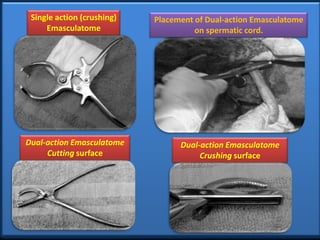 Single action (crushing)
Emasculatome
Placement of Dual-action Emasculatome
on spermatic cord.
Dual-action Emasculatome
Cutting surface
Dual-action Emasculatome
Crushing surface